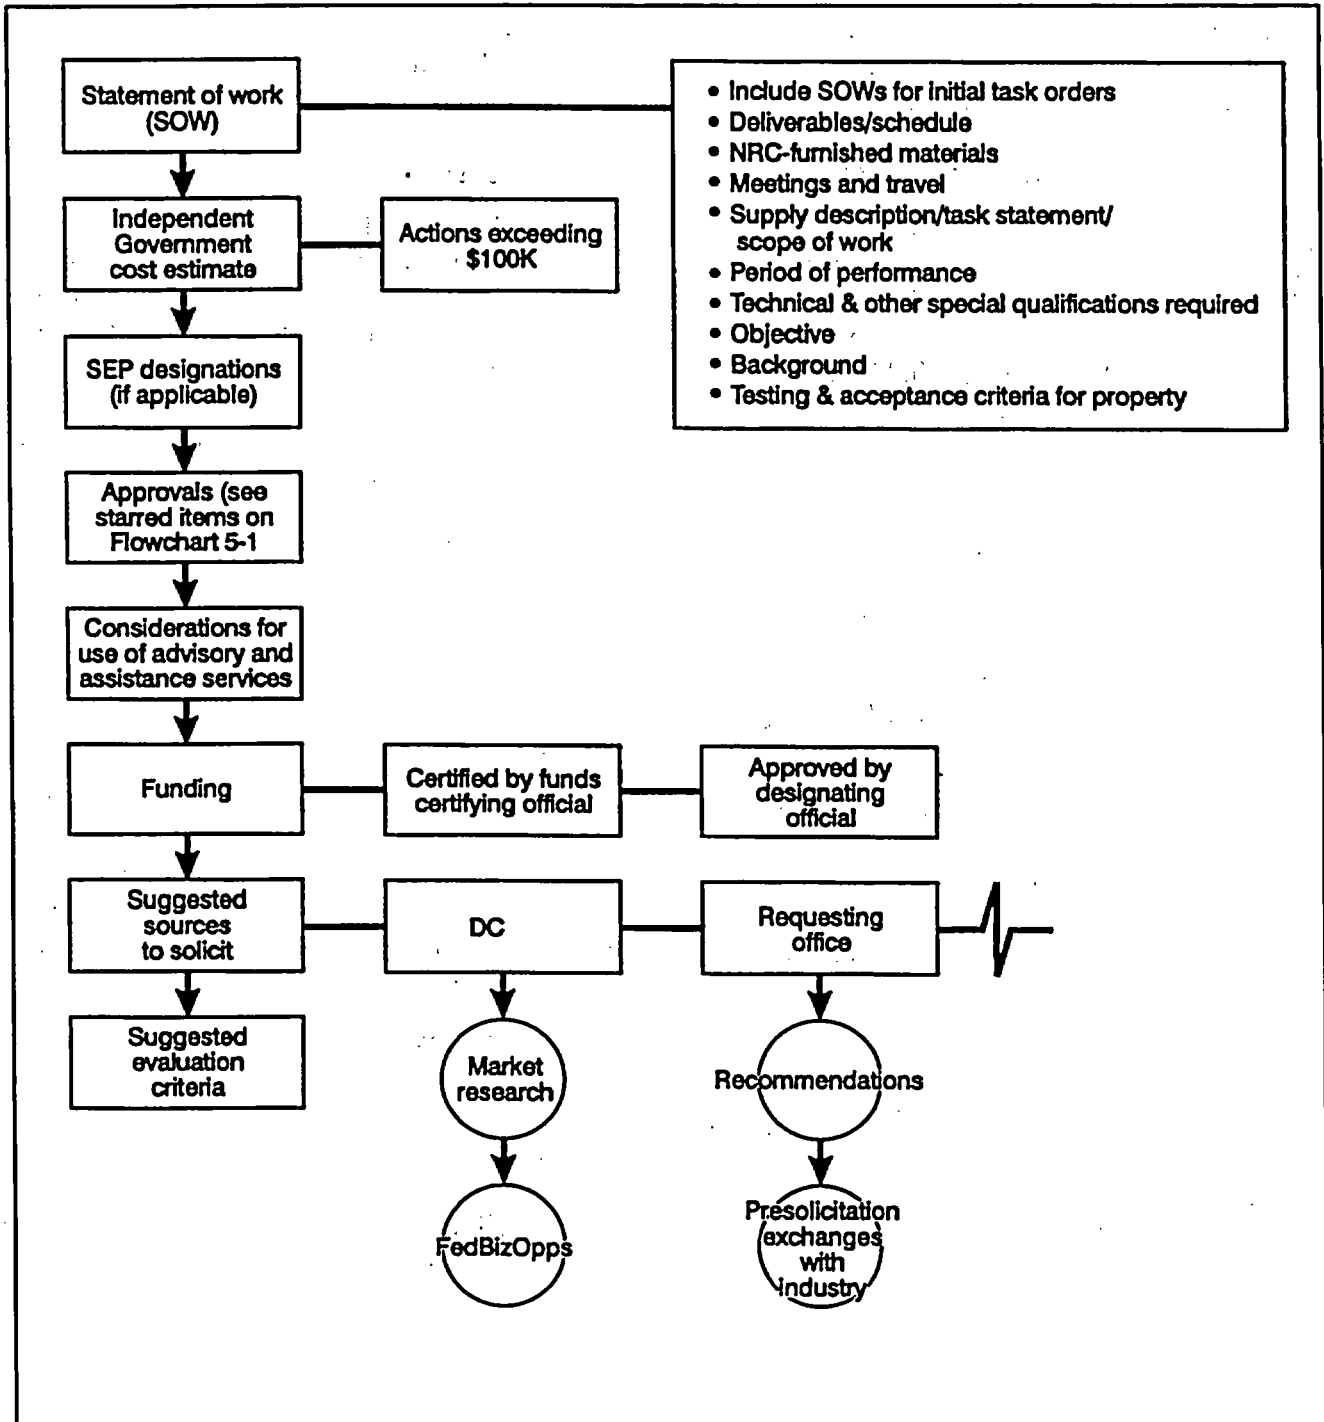 Statement of work
(SOW)
• Include SOWs for initial task orders
• Deliverables/schedule
• NRC-furnished materials
• Meetings and travel
• Supply description/task statement/
scope of work
• Period of performance
• Technical & other special qualifications required
• Objective
• Background
• Testing & acceptance criteria for property
Independent
Government
cost estimate
Actions exceeding
$100K
SEP designations
(if applicable)
Approvals (see
starred items on
Flowchart 5-1
Considerations for
use of advisory and
assistance services
Funding
Certified by funds
certifying official
Approved by
designating
official
Suggested
sources
to solicit
DC
Requesting
office
Suggested
evaluation
criteria
Market
research
Recommendations
FedBizOpps
Presolicitation
exchanges
with
industry